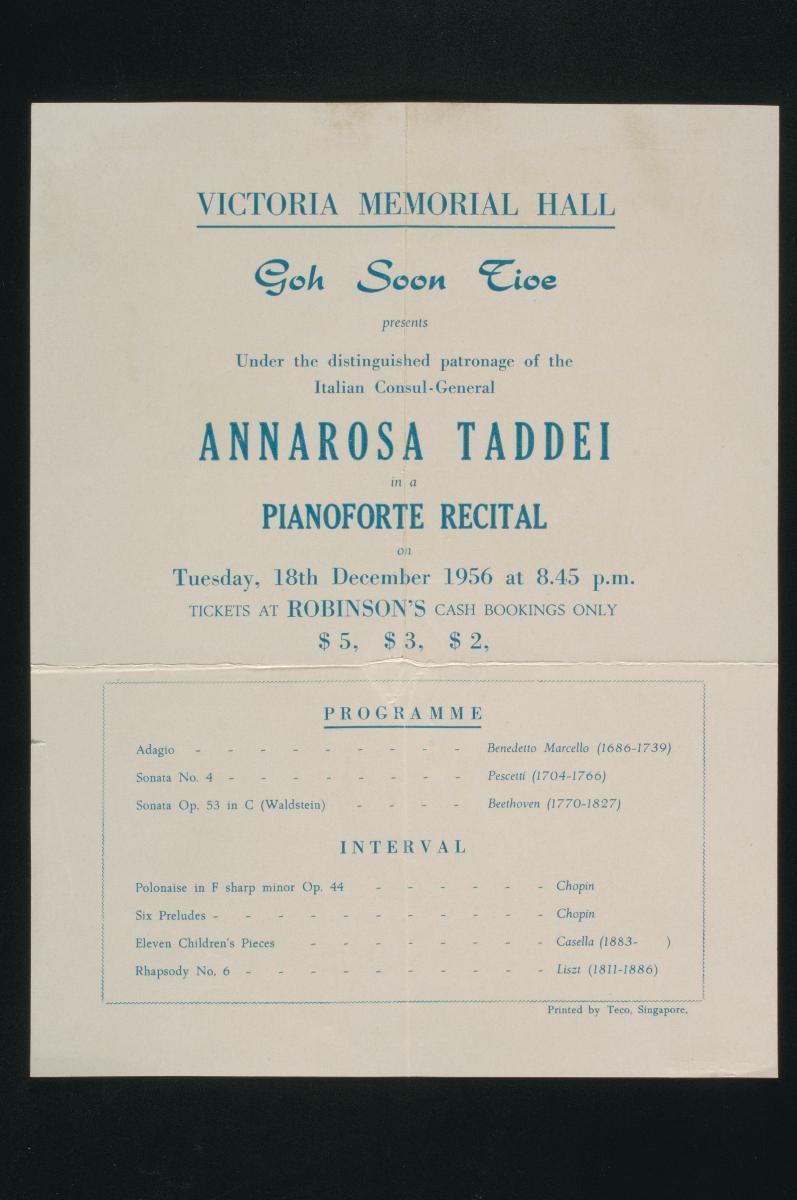 VICTORIA MEMORIAL HALL
Goh Soon Tioe
presents
Under the distinguished patronage of the
Italian Consul-General
ANNAROSA TADDEI
in a
PIANOFORTE RECITAL
on
Tuesday, 18th December 1956 at 8.45 p.m.
TICKETS AT ROBINSON'S CASH BOOKINGS ONLY
$ 5, $ 3, $ 2,
PROGRAMME
Adagio - - - - - - - - - Benedetto Marcello (1686-1739)
Sonata No. 4 - - - - - - - - Pescetti (1704-1766)
Sonata Op. 53 in C (Waldstein) - - - - Beethoven (1770-1827)
INTERVAL
Polonaise in F sharp minor Op. 44 - - - - - - Chopin
Six Preludes - - - - - - - - - - - Chopin
Eleven Children's Pieces - - - - - - - - Casella (1883- )
Rhapsody No. 6 - - - - - - - - - - Liszt (1811-1886)
Printed by Teco, Singapore.